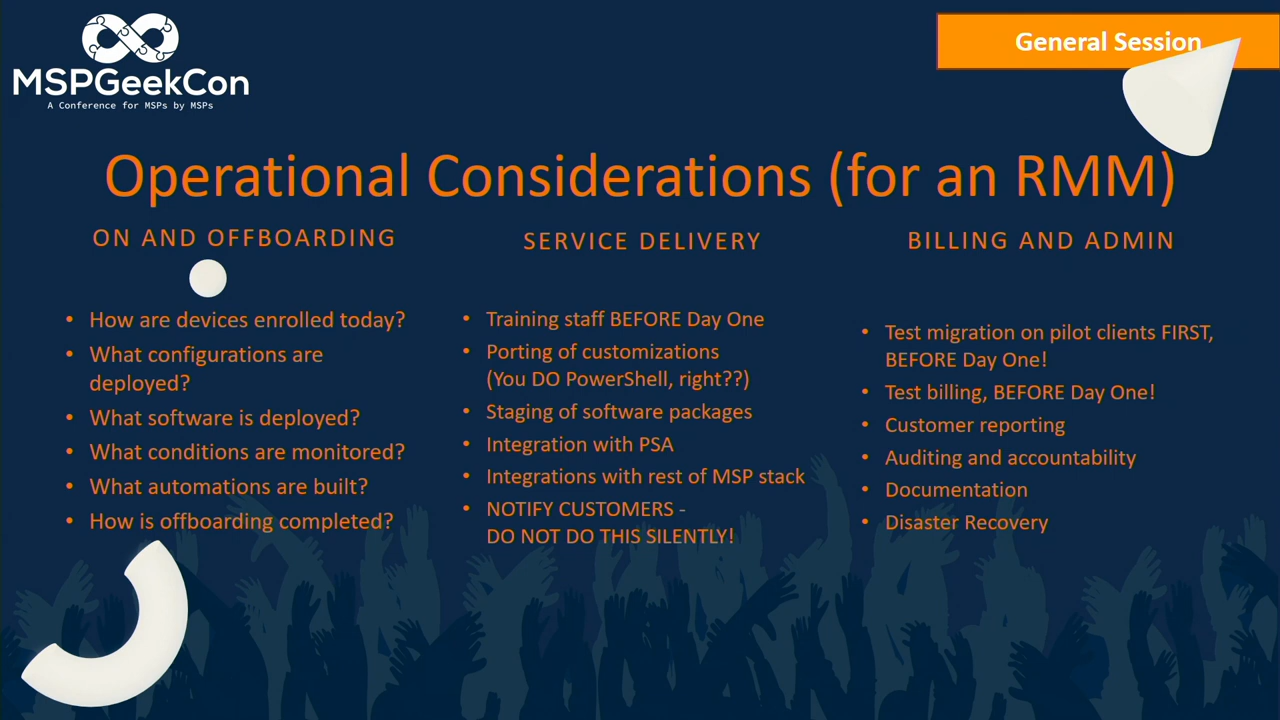 MSPGeekCon
A Conference for MSPs by MSPs
General Session
Operational Considerations (for an RMM)
ON AND OFFBOARDING
• How are devices enrolled today?
• What configurations are
deployed?
• What software is deployed?
• What conditions are monitored?
• What automations are built?
• How is offboarding completed?
SERVICE DELIVERY
• Training staff BEFORE Day One
• Porting of customizations
(You DO PowerShell, right??)
• Staging of software packages
• Integration with PSA
• Integrations with rest of MSP stack
• NOTIFY CUSTOMERS -
DO NOT DO THIS SILENTLY!
BILLING AND ADMIN
• Test migration on pilot clients FIRST,
BEFORE Day One!
• Test billing, BEFORE Day One!
• Customer reporting
• Auditing and accountability
• Documentation
• Disaster Recovery